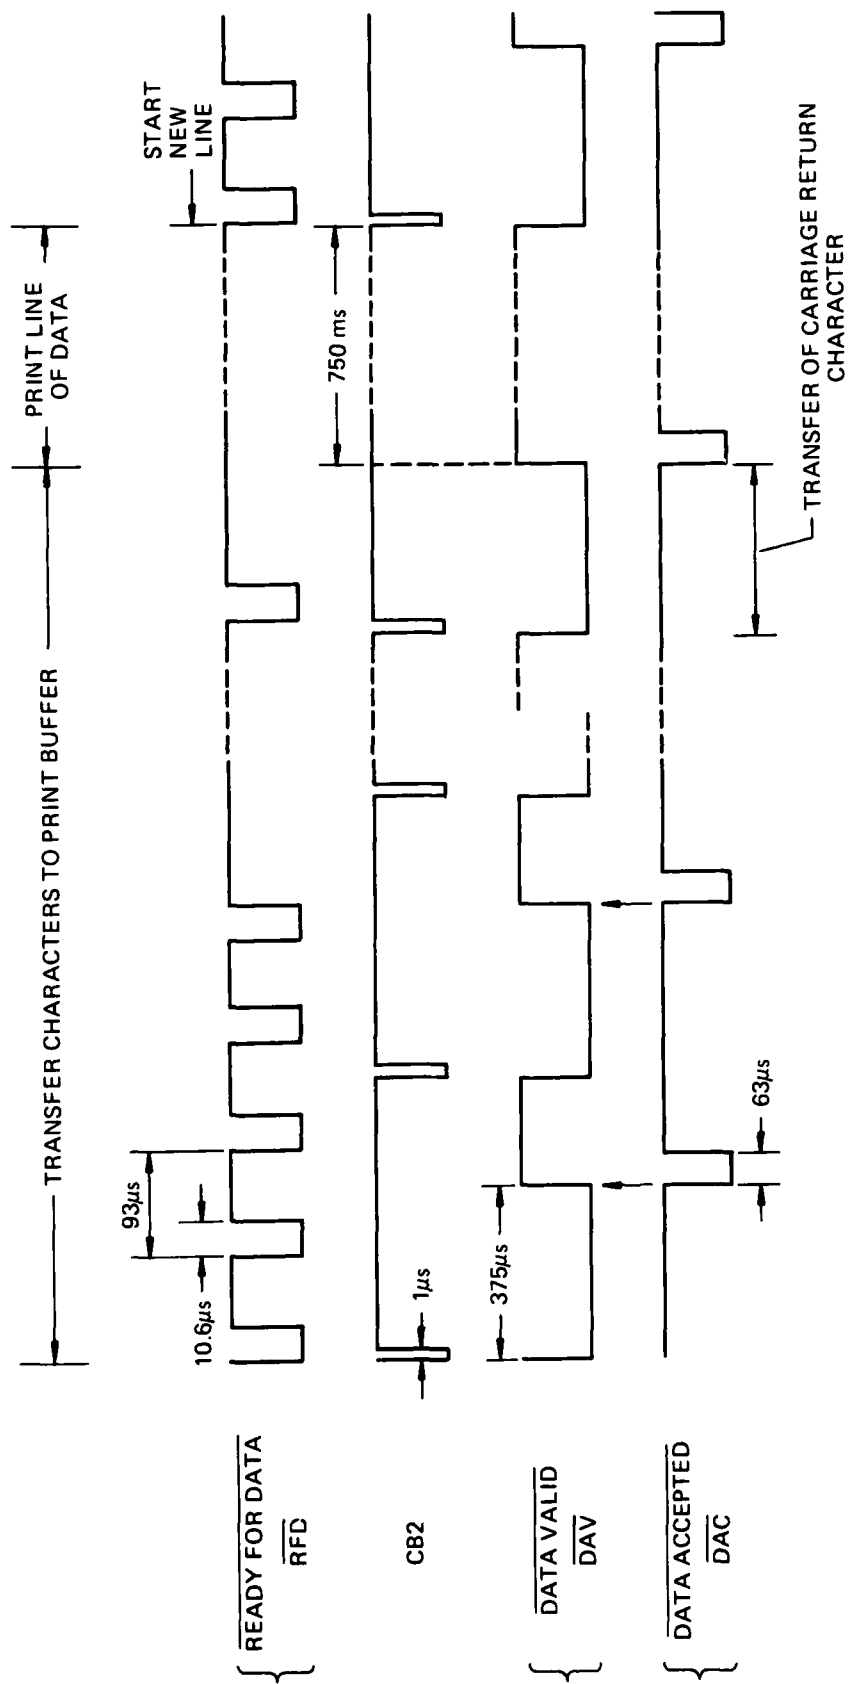 TRANSFER CHARACTERS TO PRINT BUFFER
PRINT LINE
OF DATA
START
NEW
LINE
READY FOR DATA
RFD
10.6µs
93µs
CB2
1µs
750 ms
DATA VALID
DAV
375µs
DATA ACCEPTED
DAC
63µs
TRANSFER OF CARRIAGE RETURN
CHARACTER